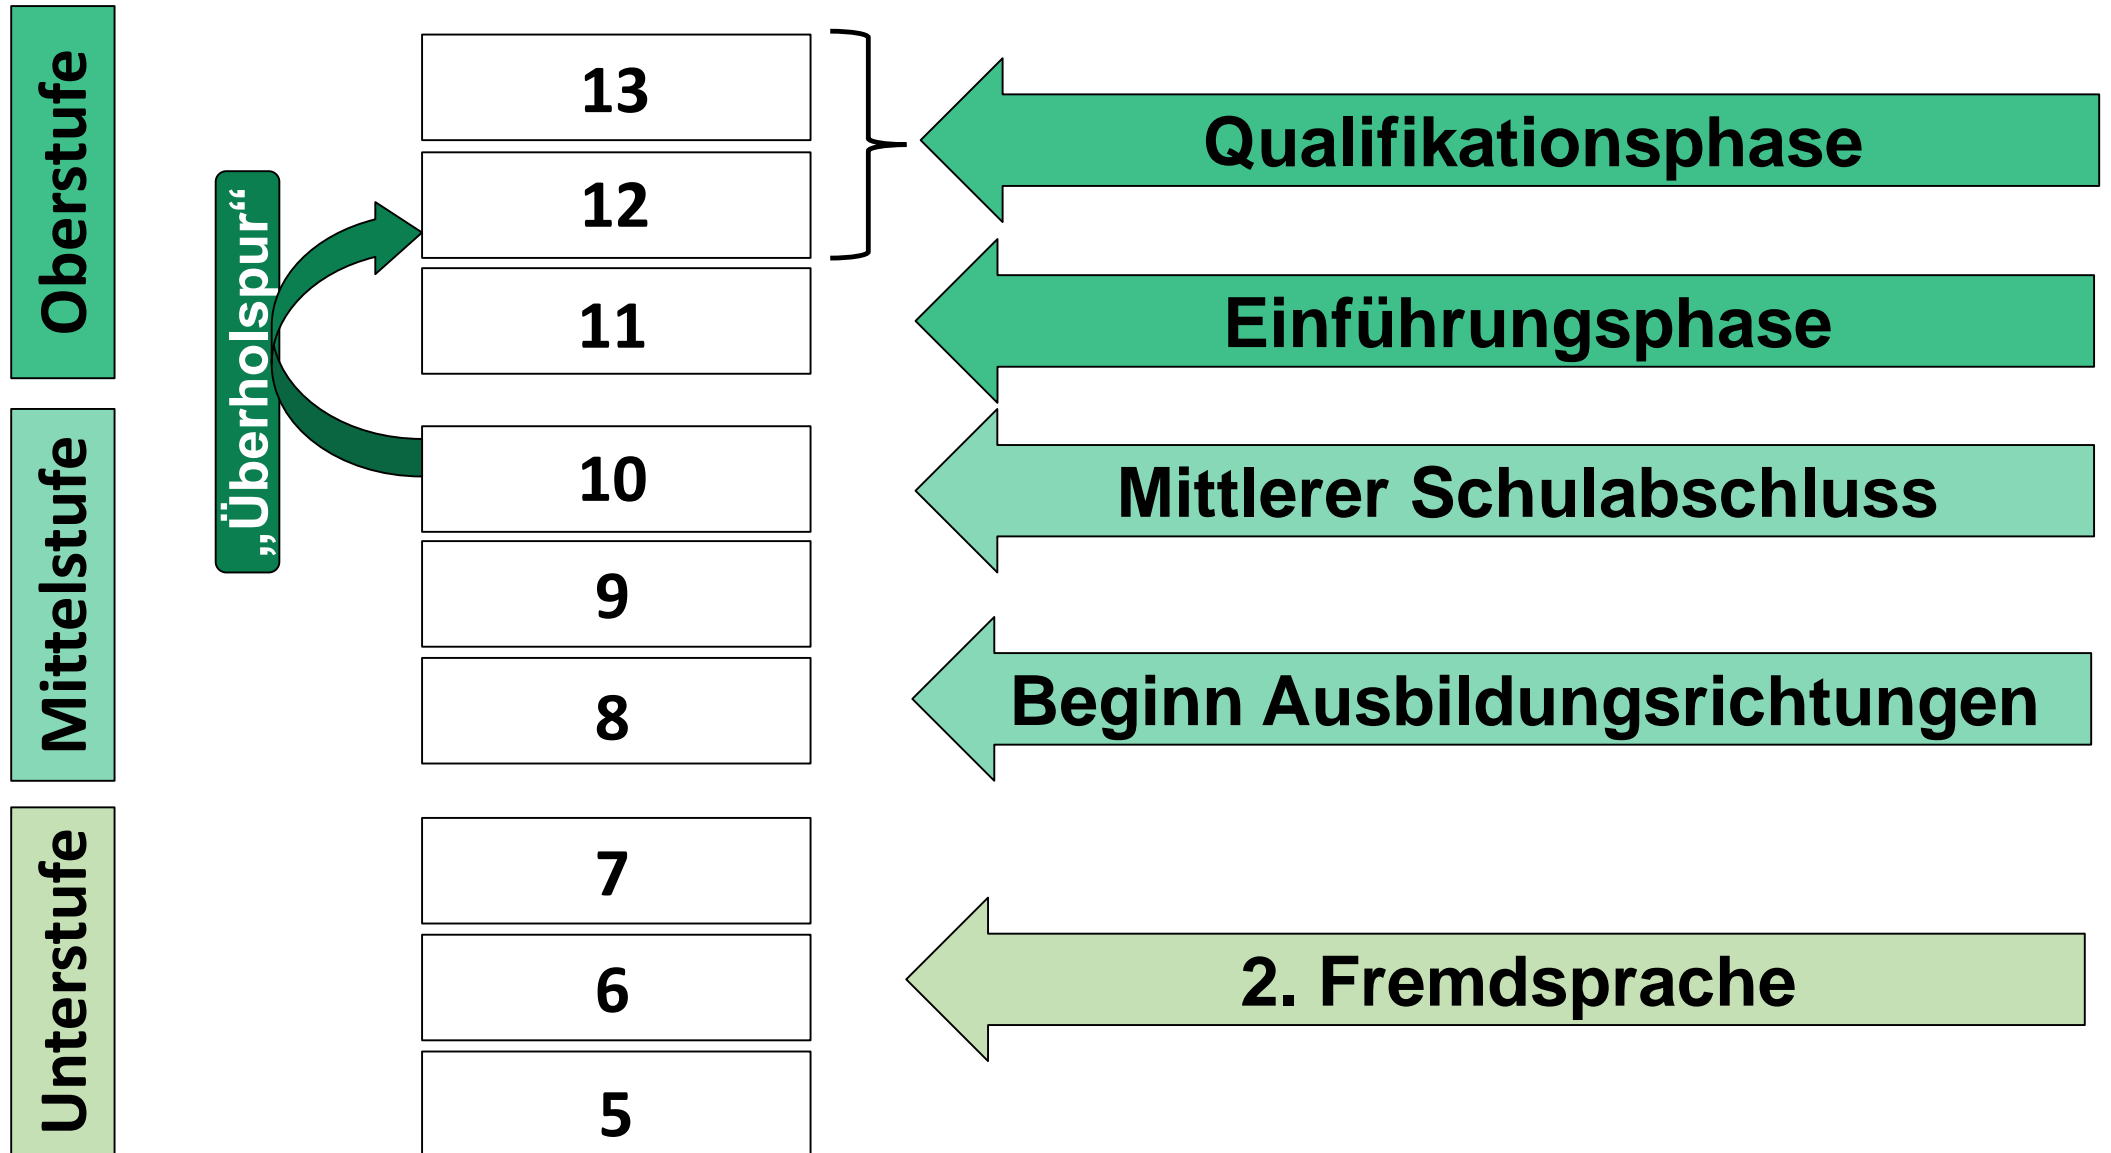 Oberstufe
13
Qualifikationsphase
12
„Überholspur“
11
Einführungsphase
Mittelstufe
10
Mittlerer Schulabschluss
9
8
Beginn Ausbildungsrichtungen
Unterstufe
7
6
2. Fremdsprache
5